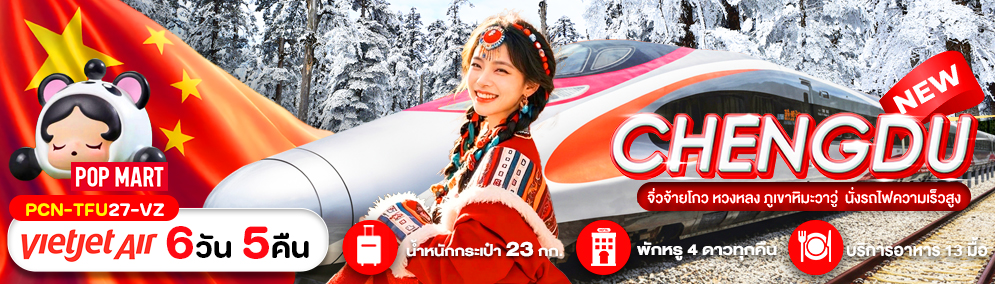 NEW
CHENGDU
จิ่วจ้ายโกว หวงหลง ภูเขาหิมะวาวู่ นั่งรถไฟความเร็วสูง
POP MART
PCN-TFU27-VZ
vietjet Air 6วัน 5คืน
น้ำหนักกระเป๋า 23 กก.
พักหรู 4 ดาวทุกคืน
บริการอาหาร 13 มื้อ